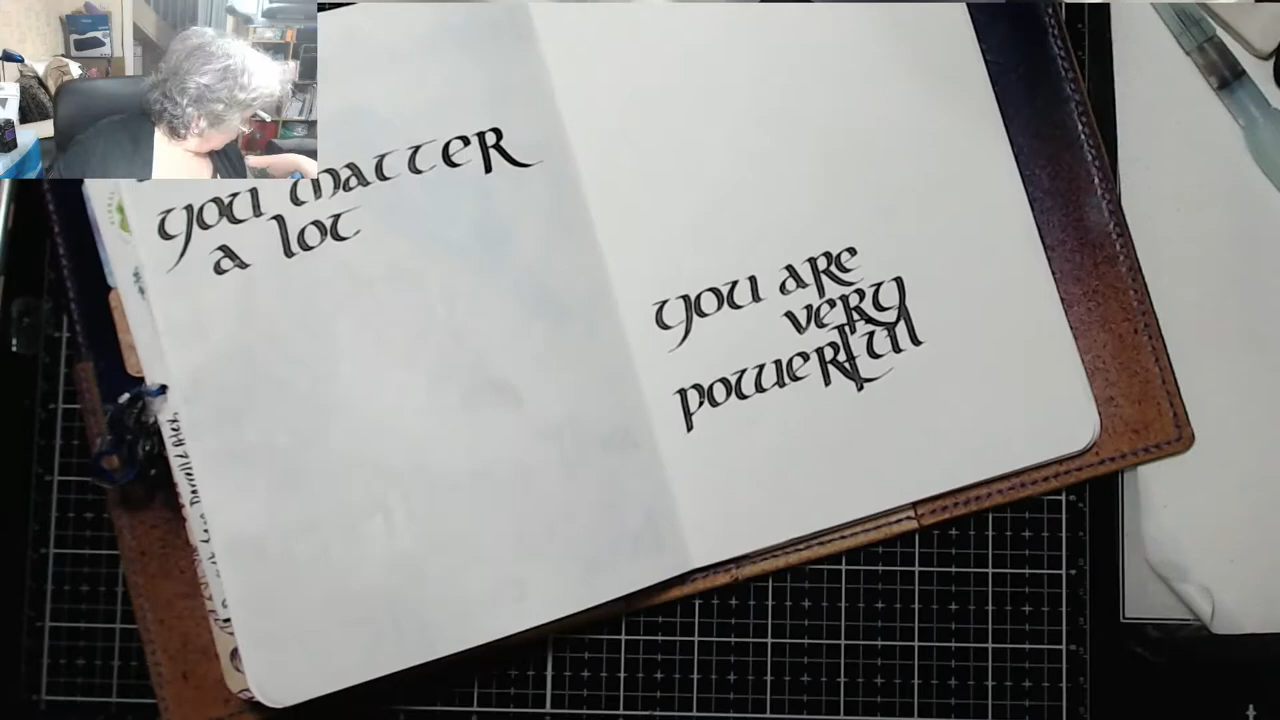 you matter
a lot
you are
very
powerful